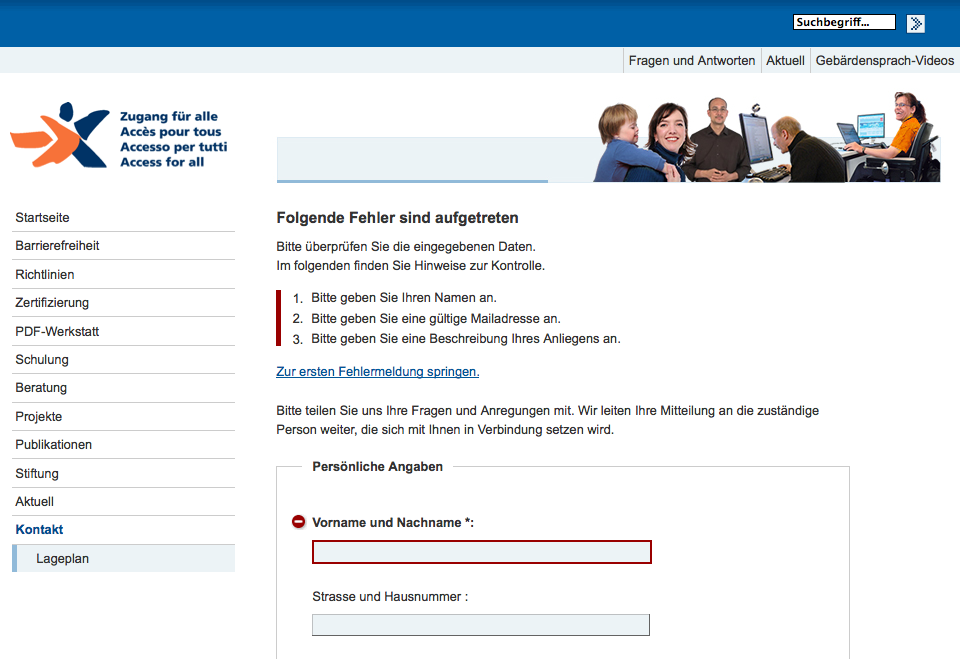 Suchbegriff...
Fragen und Antworten
Aktuell
Gebärdensprach-Videos
Zugang für alle
Accès pour tous
Accesso per tutti
Access for all
Startseite
Barrierefreiheit
Richtlinien
Zertifizierung
PDF-Werkstatt
Schulung
Beratung
Projekte
Publikationen
Stiftung
Aktuell
Kontakt
Lageplan
Folgende Fehler sind aufgetreten
Bitte überprüfen Sie die eingegebenen Daten.
Im folgenden finden Sie Hinweise zur Kontrolle.
1. Bitte geben Sie Ihren Namen an.
2. Bitte geben Sie eine gültige Mailadresse an.
3. Bitte geben Sie eine Beschreibung Ihres Anliegens an.
Zur ersten Fehlermeldung springen.
Bitte teilen Sie uns Ihre Fragen und Anregungen mit. Wir leiten Ihre Mitteilung an die zuständige
Person weiter, die sich mit Ihnen in Verbindung setzen wird.
Persönliche Angaben
Vorname und Nachname *:
Strasse und Hausnummer :